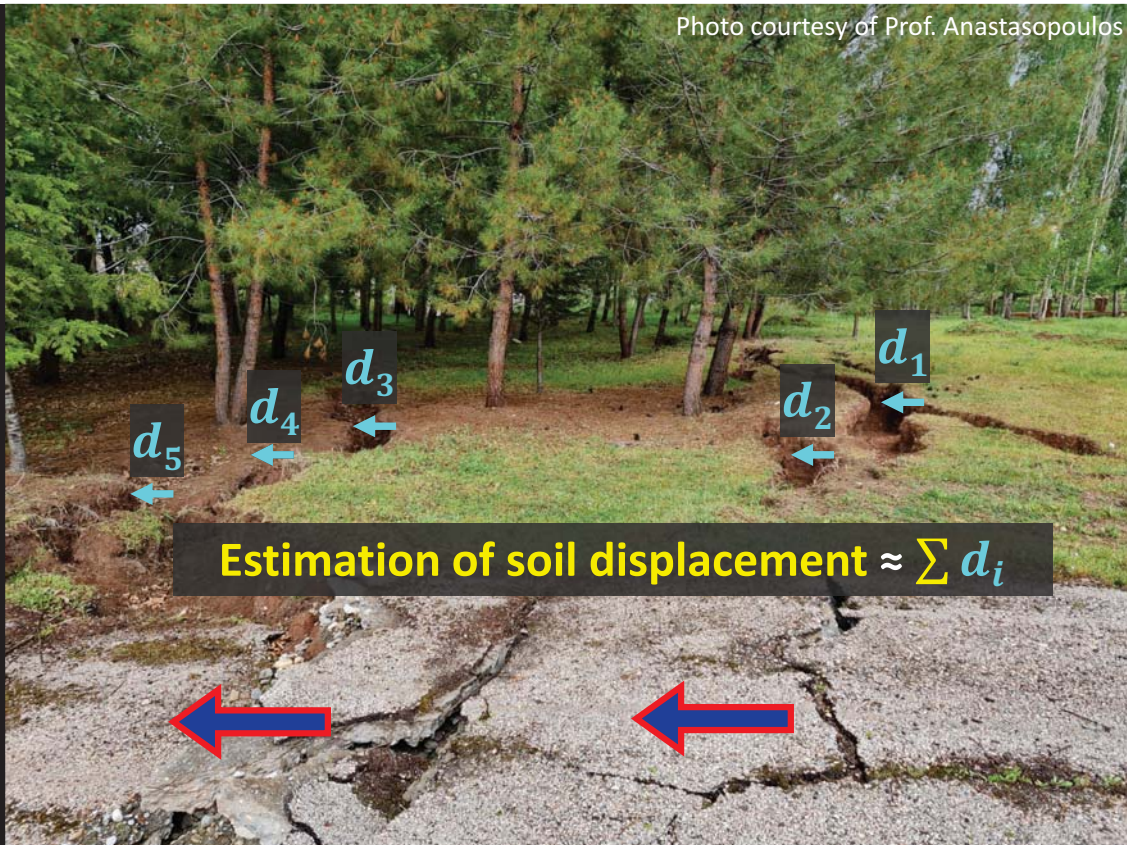 Photo courtesy of Prof. Anastasopoulos
d₁
d₂
d₃
d₄
d₅
Estimation of soil displacement ≈ ∑ dᵢ